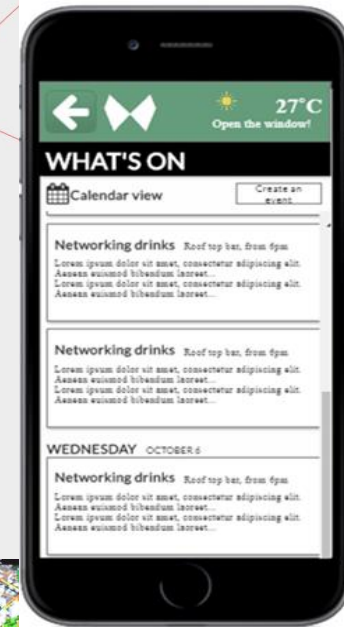 27°C
Open the window!
WHAT'S ON
Calendar view
Create an
event
Networking drinks Roof top bar, from 6pm
Lorem ipsum dolor sit amet, consectetur adipiscing elit.
Aenean euismod bibendum laoreet...
Lorem ipsum dolor sit amet, consectetur adipiscing elit.
Aenean euismod bibendum laoreet...
Networking drinks Roof top bar, from 6pm
Lorem ipsum dolor sit amet, consectetur adipiscing elit.
Aenean euismod bibendum laoreet...
Lorem ipsum dolor sit amet, consectetur adipiscing elit.
Aenean euismod bibendum laoreet...
WEDNESDAY OCTOBER 6
Networking drinks Roof top bar, from 6pm
Lorem ipsum dolor sit amet, consectetur adipiscing elit.
Aenean euismod bibendum laoreet...
Lorem ipsum dolor sit amet, consectetur adipiscing elit.
Aenean euismod bibendum laoreet...